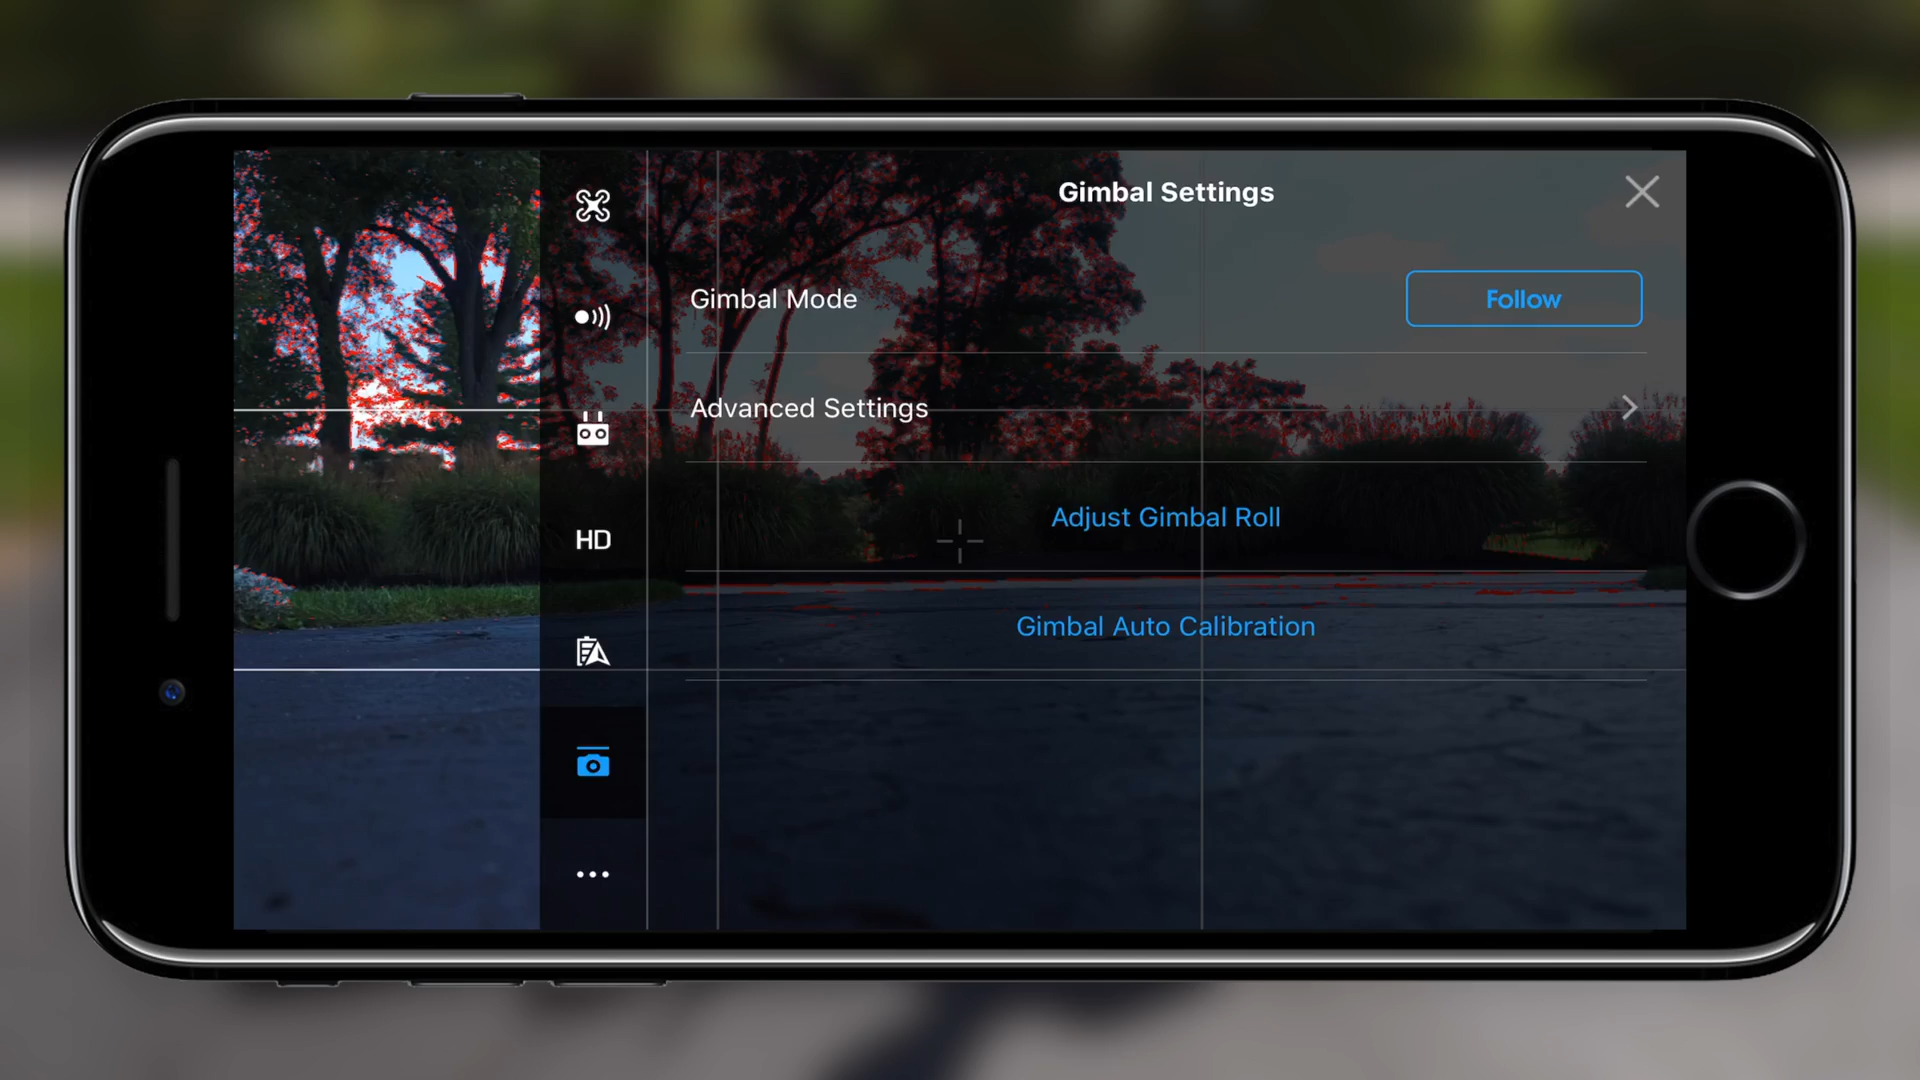 Gimbal Settings
Gimbal Mode
Follow
Advanced Settings
Adjust Gimbal Roll
HD
Gimbal Auto Calibration